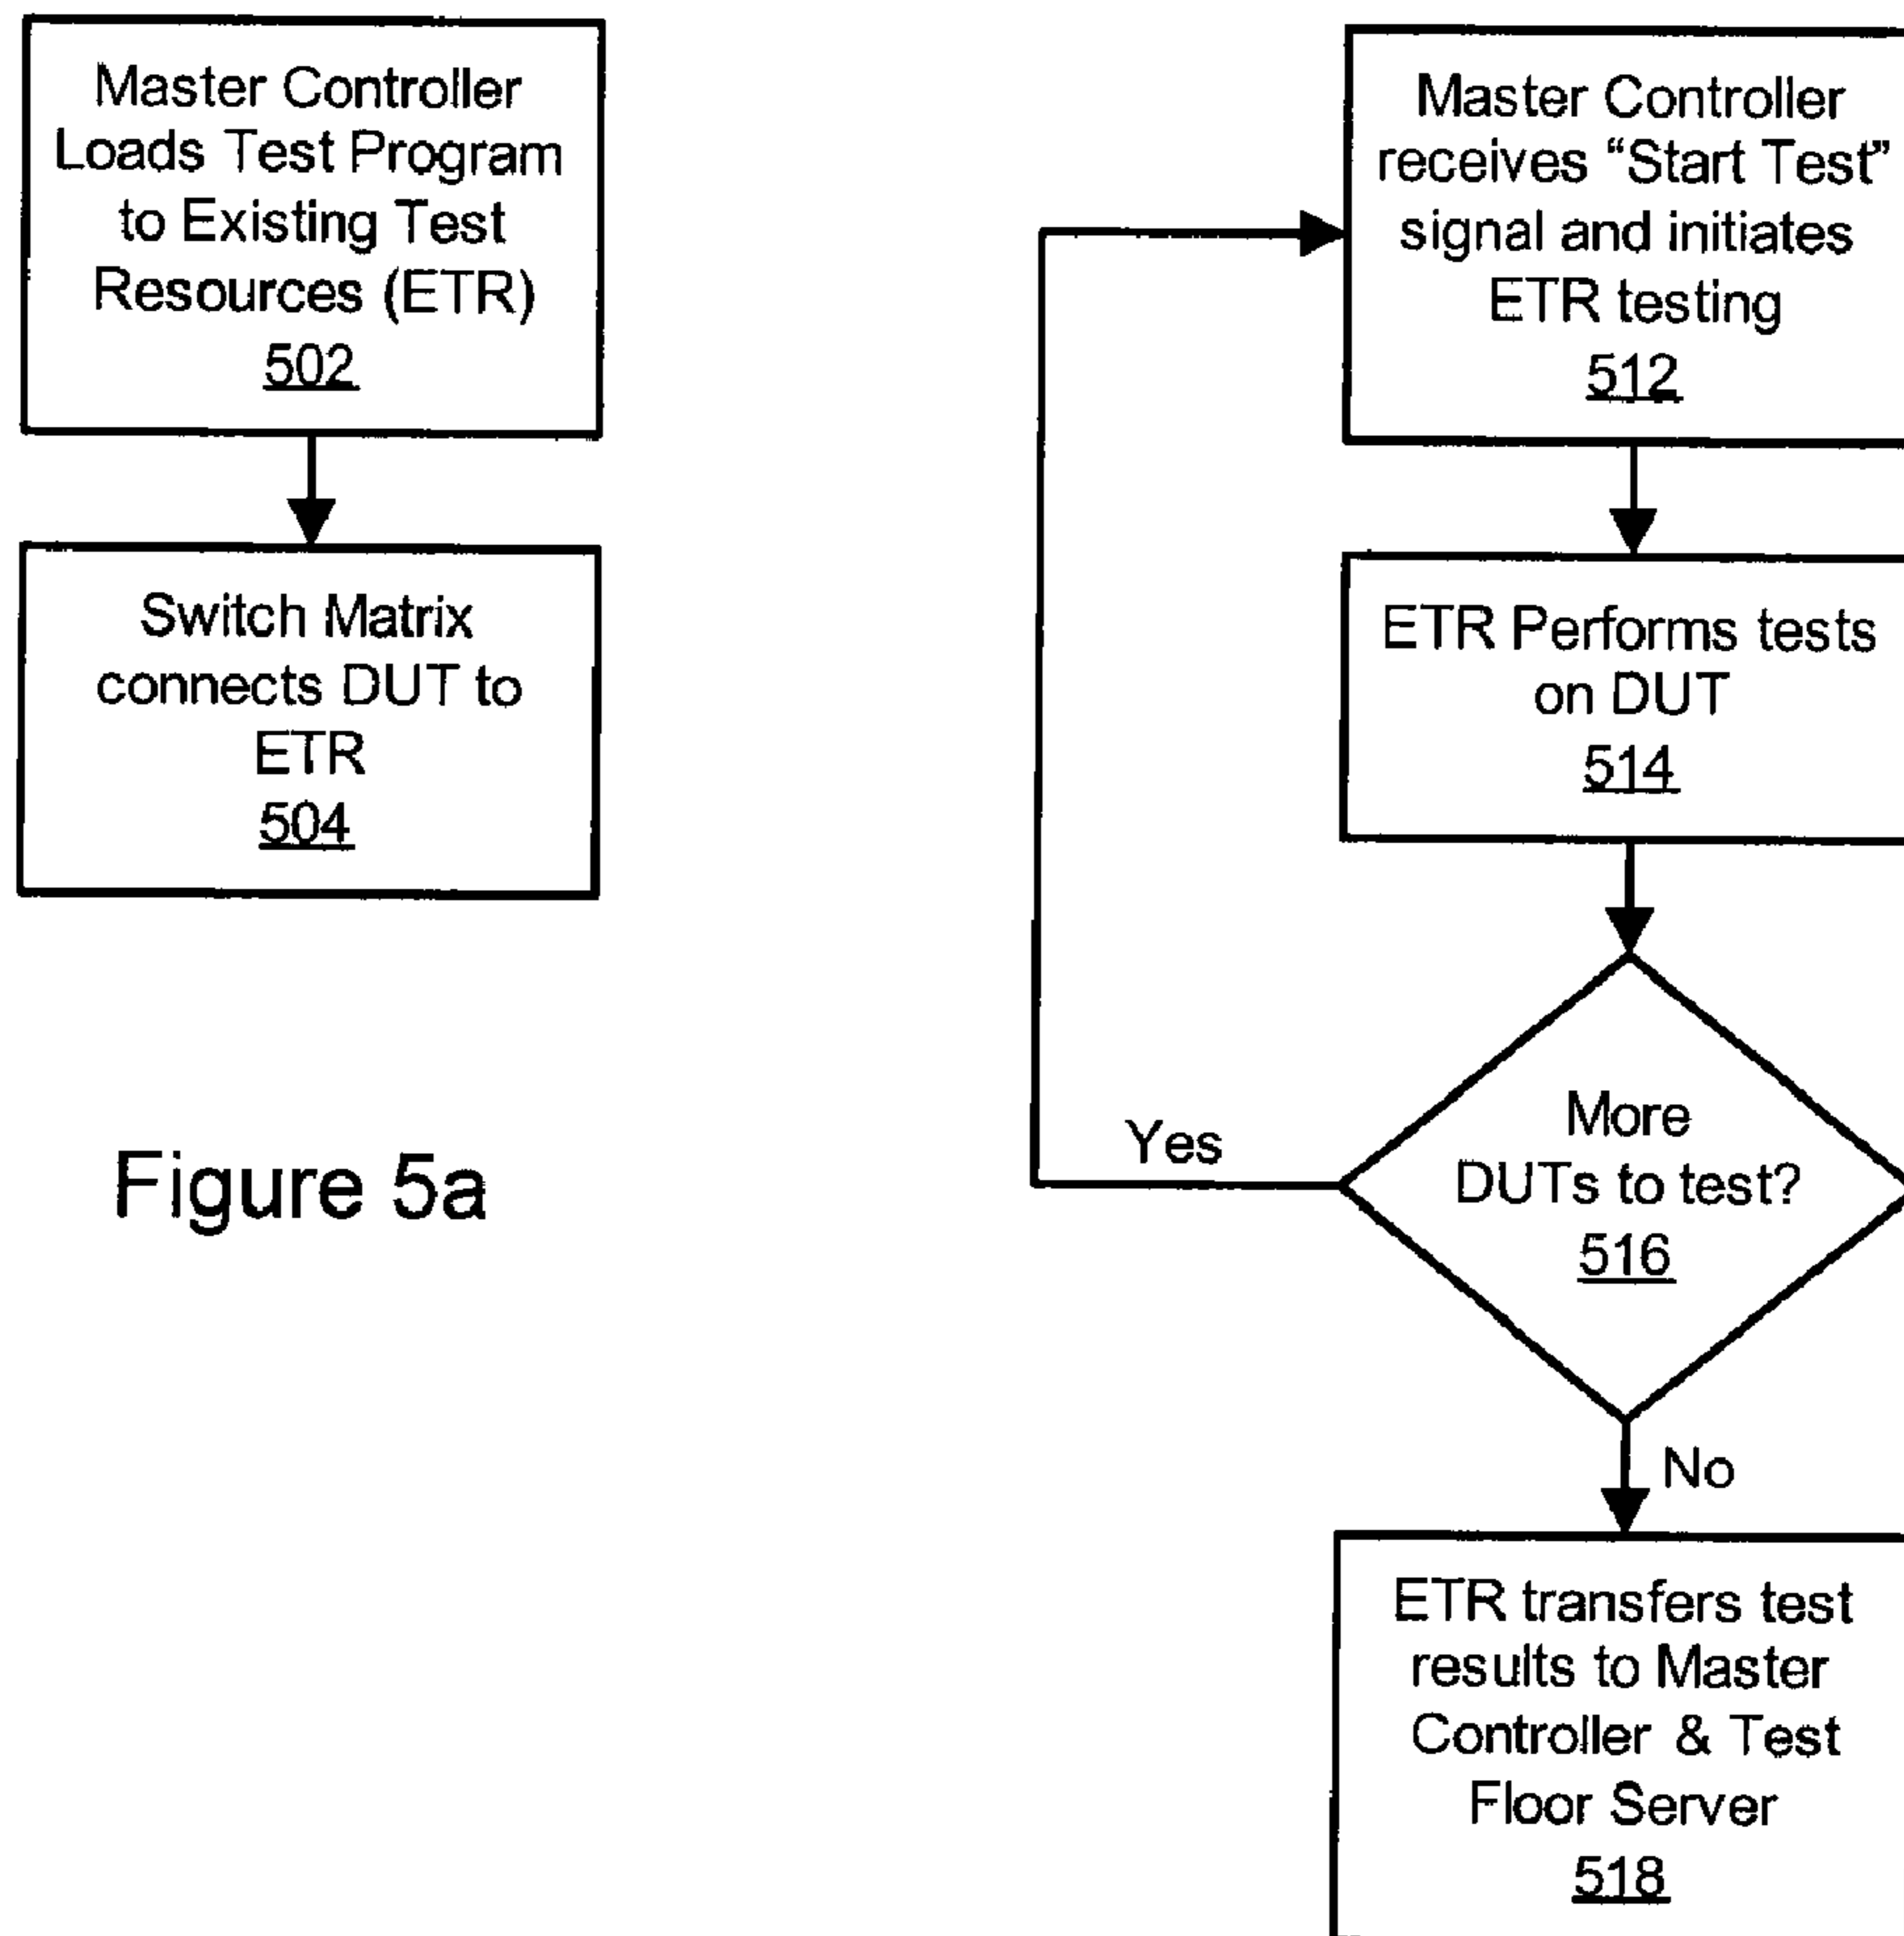 Master Controller
Loads Test Program
to Existing Test
Resources (ETR)
502
Switch Matrix
connects DUT to
ETR
504
Figure 5a
Master Controller
receives “Start Test”
signal and initiates
ETR testing
512
ETR Performs tests
on DUT
514
More
DUTs to test?
516
Yes
No
ETR transfers test
results to Master
Controller & Test
Floor Server
518